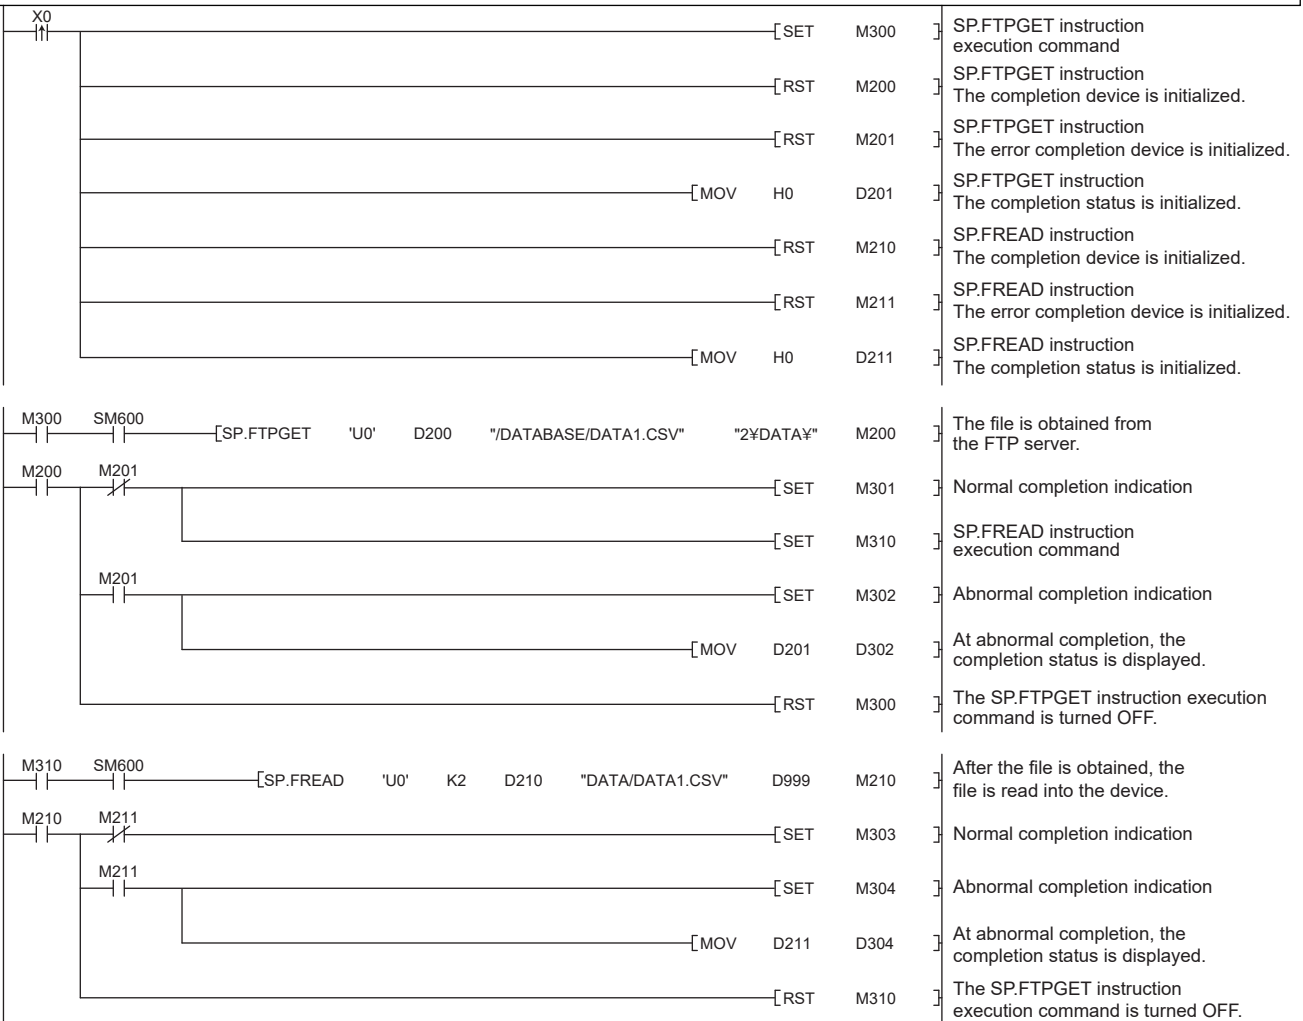 X0
SET M300 SP.FTPGET instruction
execution command
RST M200 SP.FTPGET instruction
The completion device is initialized.
RST M201 SP.FTPGET instruction
The error completion device is initialized.
MOV H0 D201 SP.FTPGET instruction
The completion status is initialized.
RST M210 SP.FREAD instruction
The completion device is initialized.
RST M211 SP.FREAD instruction
The error completion device is initialized.
MOV H0 D211 SP.FREAD instruction
The completion status is initialized.
M300 SM600
SP.FTPGET 'U0' D200 "/DATABASE/DATA1.CSV" "2¥DATA¥" M200 The file is obtained from
the FTP server.
M200 M201
SET M301 Normal completion indication
SET M310 SP.FREAD instruction
execution command
M201
SET M302 Abnormal completion indication
MOV D201 D302 At abnormal completion, the
completion status is displayed.
RST M300 The SP.FTPGET instruction execution
command is turned OFF.
M310 SM600
SP.FREAD 'U0' K2 D210 "DATA/DATA1.CSV" D999 M210 After the file is obtained, the
file is read into the device.
M210 M211
SET M303 Normal completion indication
M211
SET M304 Abnormal completion indication
MOV D211 D304 At abnormal completion, the
completion status is displayed.
RST M310 The SP.FTPGET instruction
execution command is turned OFF.